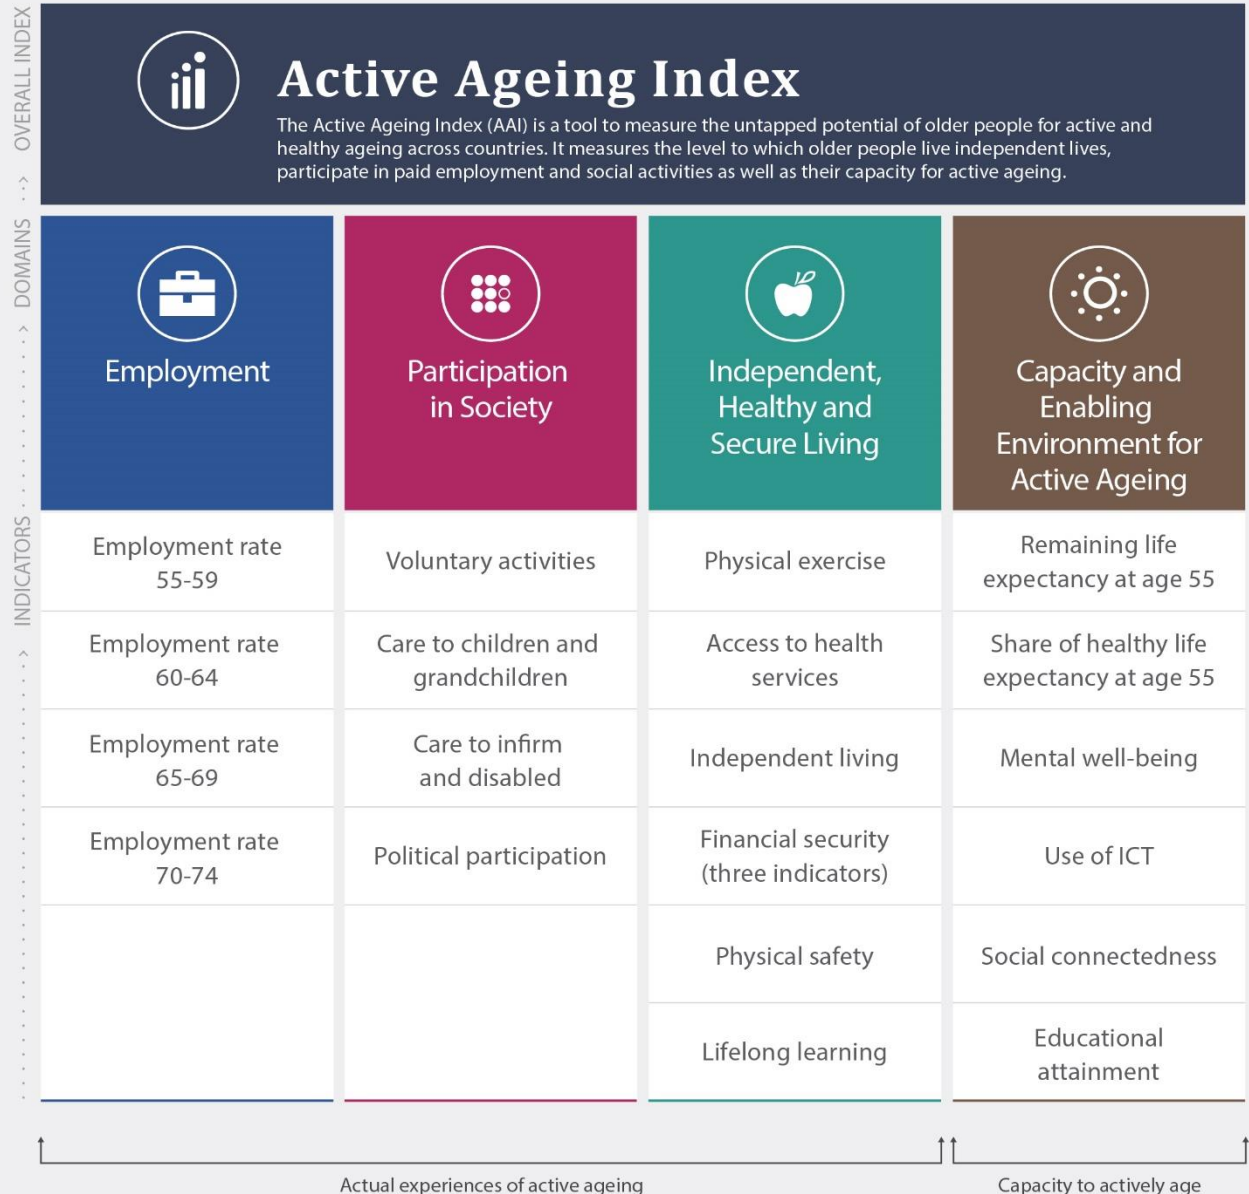 OVERALL INDEX
DOMAINS
INDICATORS
Active Ageing Index
The Active Ageing Index (AAI) is a tool to measure the untapped potential of older people for active and
healthy ageing across countries. It measures the level to which older people live independent lives,
participate in paid employment and social activities as well as their capacity for active ageing.
Employment
Employment rate
55-59
Employment rate
60-64
Employment rate
65-69
Employment rate
70-74
Participation
in Society
Voluntary activities
Care to children and
grandchildren
Care to infirm
and disabled
Political participation
Independent,
Healthy and
Secure Living
Physical exercise
Access to health
services
Independent living
Financial security
(three indicators)
Physical safety
Lifelong learning
Capacity and
Enabling
Environment for
Active Ageing
Remaining life
expectancy at age 55
Share of healthy life
expectancy at age 55
Mental well-being
Use of ICT
Social connectedness
Educational
attainment
Actual experiences of active ageing
Capacity to actively age